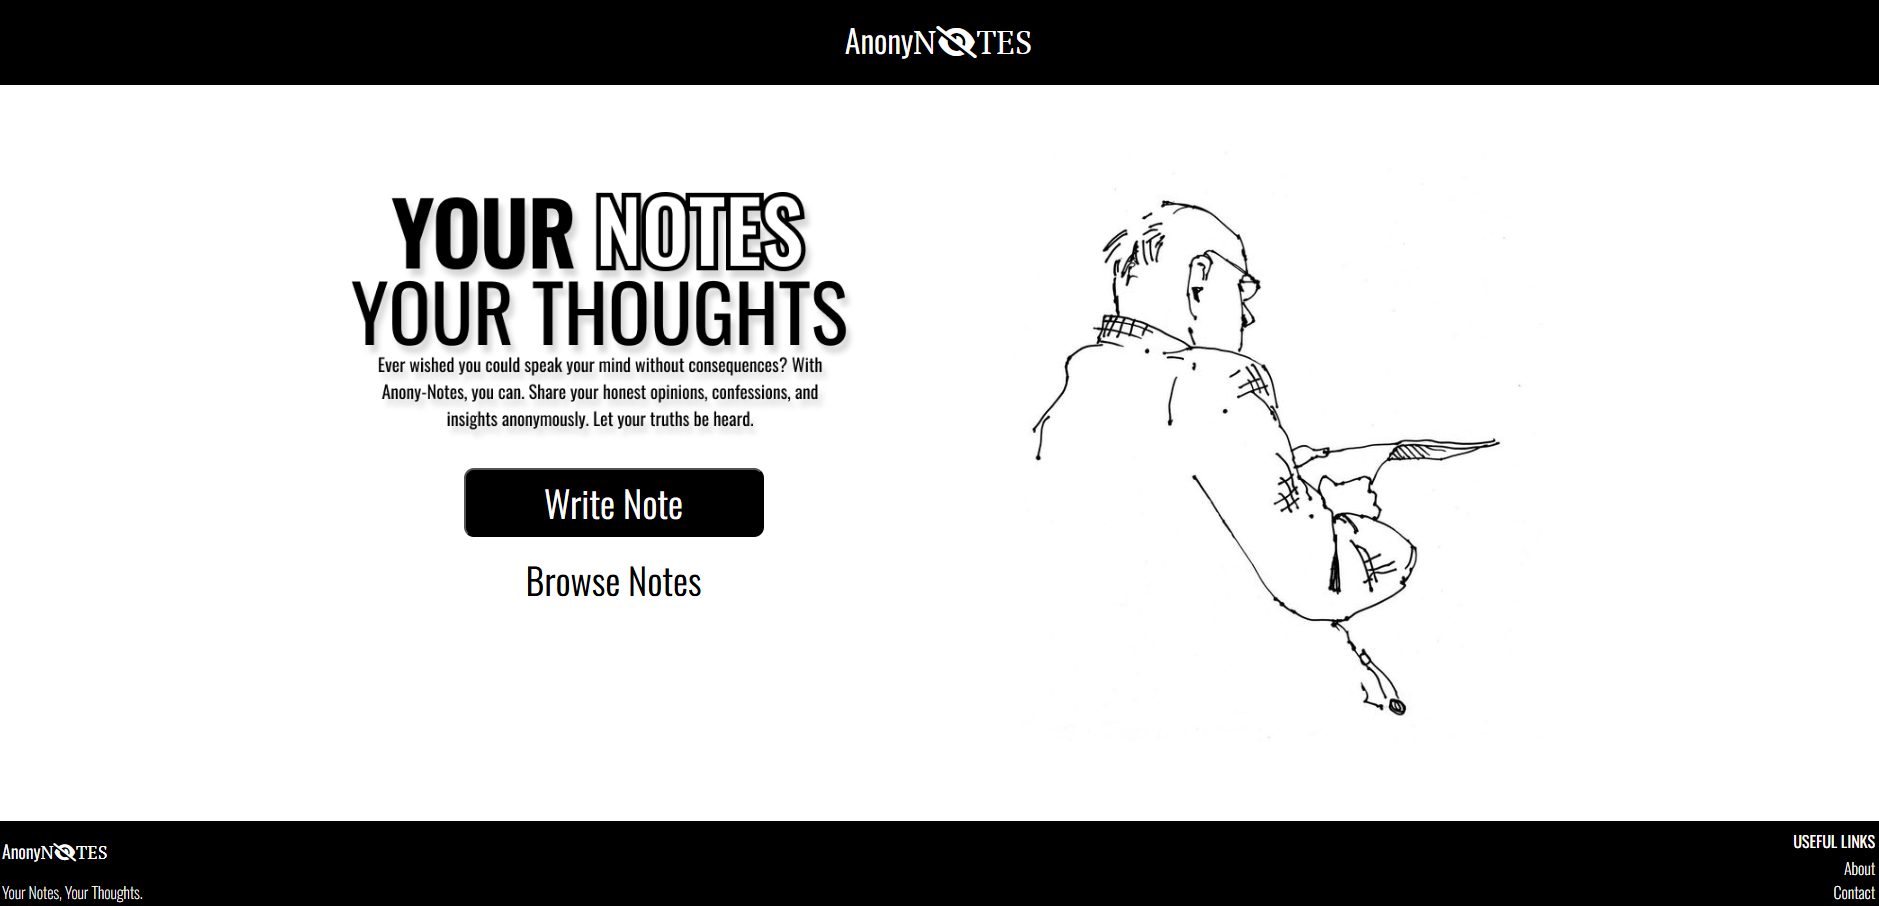 AnonyNOTES
YOUR NOTES
YOUR THOUGHTS
Ever wished you could speak your mind without consequences? With
Anony-Notes, you can. Share your honest opinions, confessions, and
insights anonymously. Let your truths be heard.
Write Note
Browse Notes
AnonyNOTES
Your Notes, Your Thoughts.
USEFUL LINKS
About
Contact